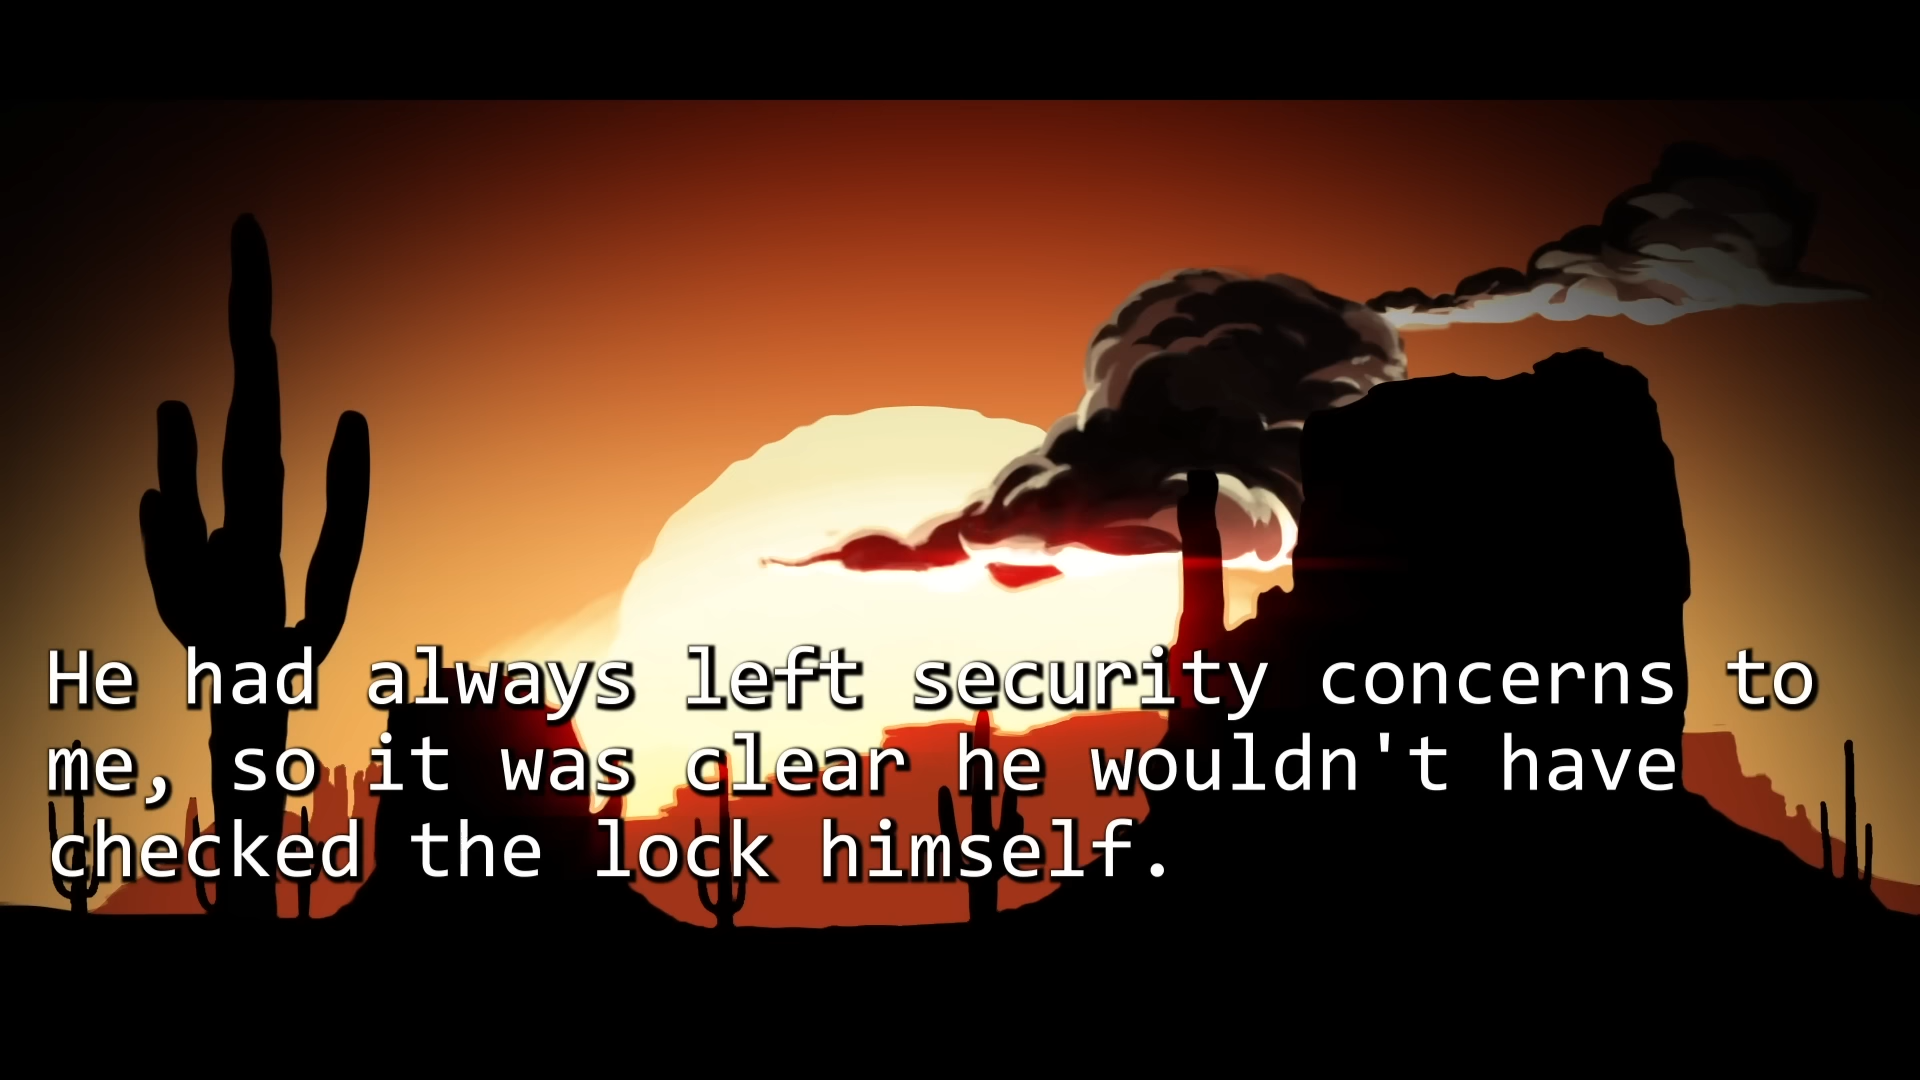 He had always left security concerns to
me, so it was clear he wouldn't have
checked the lock himself.